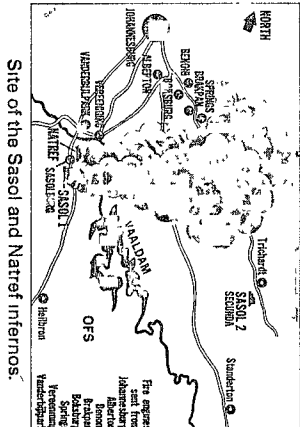 NORTH
JOHANNESBURG
SPRINGS
BRAKPAN
BENONI
ALBERTON
VEREENIGING
VANDERBIJLPARK
NATREF
SASOL 1
SASOLBURG
VAALDAM
OFS
Trichardt
SASOL 2
SECUNDA
Standerton
Heilbron
Fire engines
sent from
Johannesburg
Alberton
Benoni
Brakpan
Boksburg
Springs
Vereeniging
Vanderbijlpark
Site of the Sasol and Natref infernos.